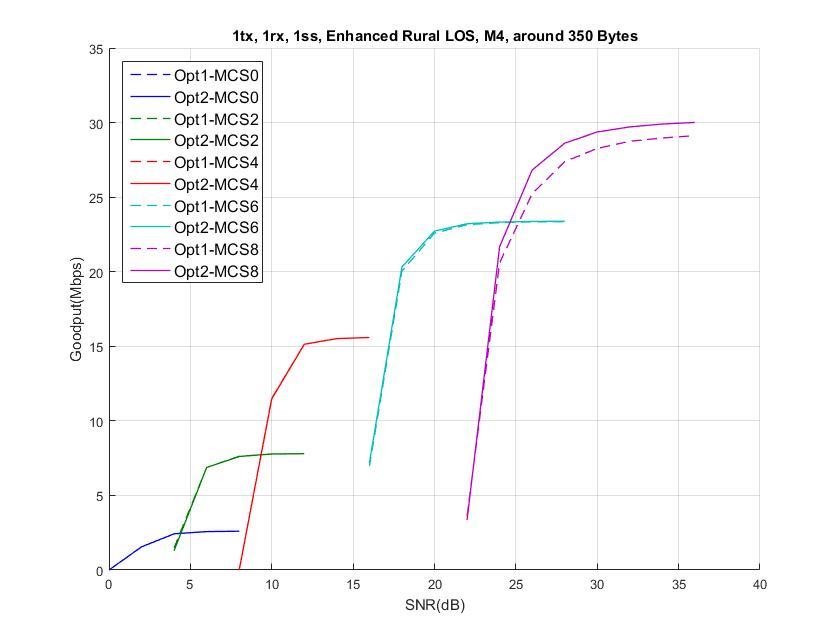 1tx, 1rx, 1ss, Enhanced Rural LOS, M4, around 350 Bytes
35
30
25
20
15
10
5
0
Goodput(Mbps)
Opt1-MCS0
Opt2-MCS0
Opt1-MCS2
Opt2-MCS2
Opt1-MCS4
Opt2-MCS4
Opt1-MCS6
Opt2-MCS6
Opt1-MCS8
Opt2-MCS8
0 5 10 15 20 25 30 35 40
SNR(dB)